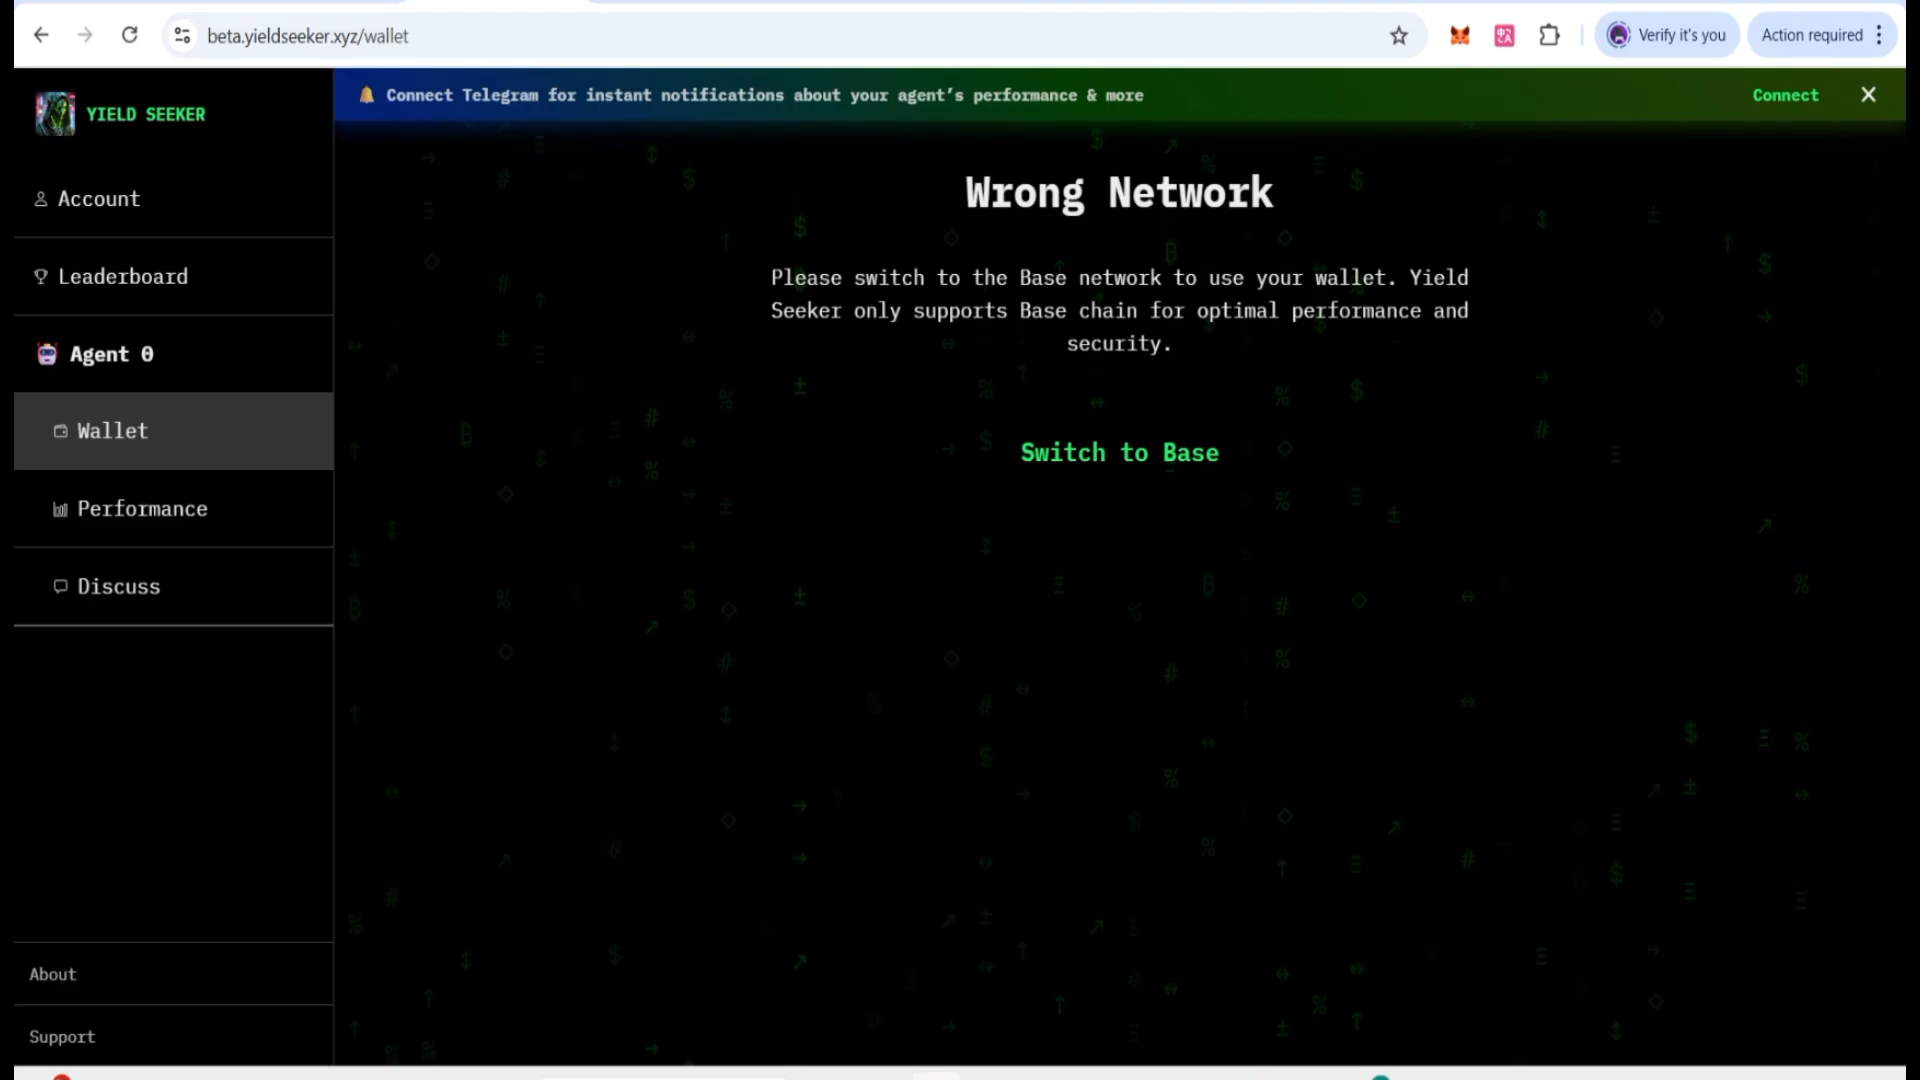 beta.yieldseeker.xyz/wallet
Verify it's you
Action required
YIELD SEEKER
Connect Telegram for instant notifications about your agent's performance & more
Connect
Account
Leaderboard
Agent 0
Wallet
Performance
Discuss
About
Support
Wrong Network
Please switch to the Base network to use your wallet. Yield
Seeker only supports Base chain for optimal performance and
security.
Switch to Base